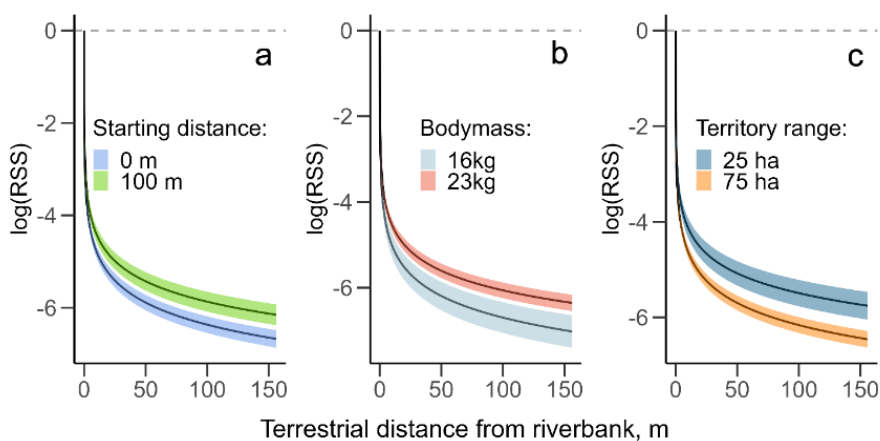 a
b
c
0
-2
-4
-6
log(RSS)
Starting distance:
0 m
100 m
0
50
100
150
0
-2
-4
-6
log(RSS)
Bodymass:
16kg
23kg
0
50
100
150
0
-2
-4
-6
log(RSS)
Territory range:
25 ha
75 ha
0
50
100
150
Terrestrial distance from riverbank, m